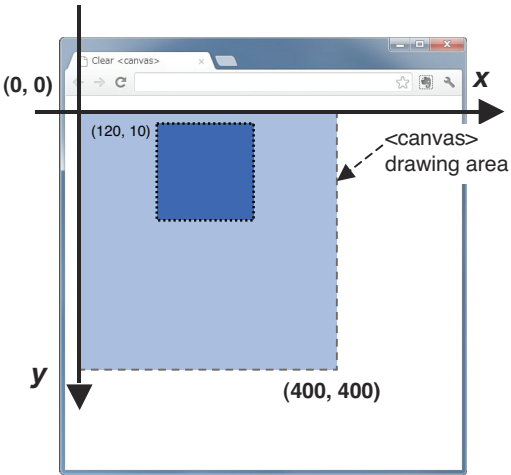 Clear <canvas>
(0, 0)
x
(120, 10)
<canvas>
drawing area
y
(400, 400)